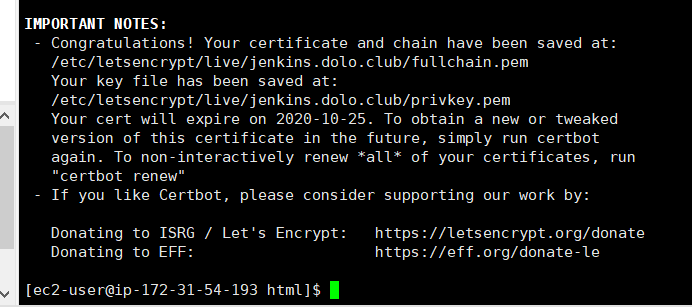 IMPORTANT NOTES:
- Congratulations! Your certificate and chain have been saved at:
/etc/letsencrypt/live/jenkins.dolo.club/fullchain.pem
Your key file has been saved at:
/etc/letsencrypt/live/jenkins.dolo.club/privkey.pem
Your cert will expire on 2020-10-25. To obtain a new or tweaked
version of this certificate in the future, simply run certbot
again. To non-interactively renew *all* of your certificates, run
"certbot renew"
- If you like Certbot, please consider supporting our work by:
Donating to ISRG / Let's Encrypt:   https://letsencrypt.org/donate
Donating to EFF:                    https://eff.org/donate-le
[ec2-user@ip-172-31-54-193 html]$